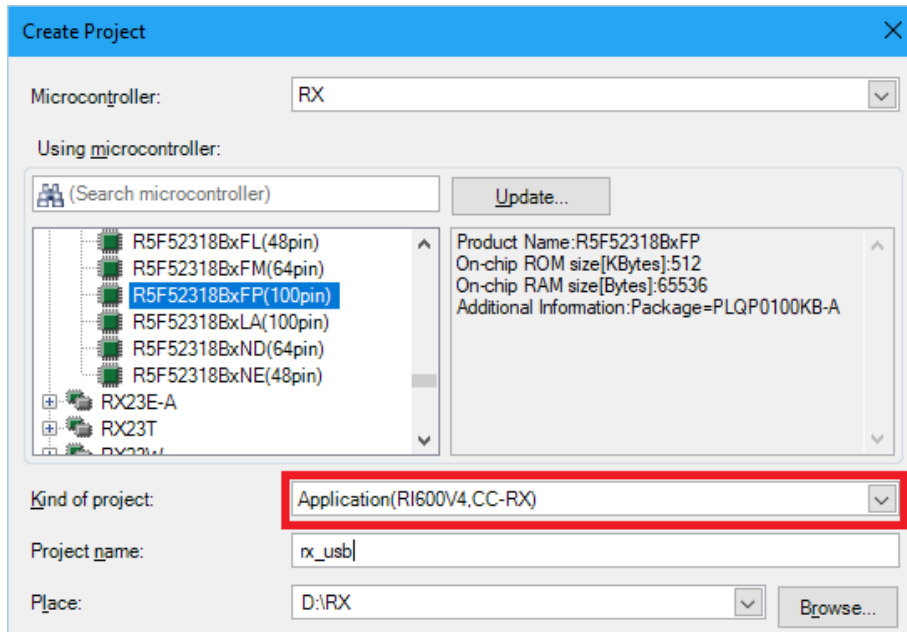 Create Project
Microcontroller:
RX
Using microcontroller:
(Search microcontroller)
Update...
R5F52318BxFL(48pin)
R5F52318BxFM(64pin)
R5F52318BxFP(100pin)
R5F52318BxLA(100pin)
R5F52318BxND(64pin)
R5F52318BxNE(48pin)
RX23E-A
RX23T
Product Name:R5F52318BxFP
On-chip ROM size[KBytes]:512
On-chip RAM size[Bytes]:65536
Additional Information:Package=PLQP0100KB-A
Kind of project:
Application(RI600V4,CC-RX)
Project name:
rx_usb
Place:
D:\RX
Browse...